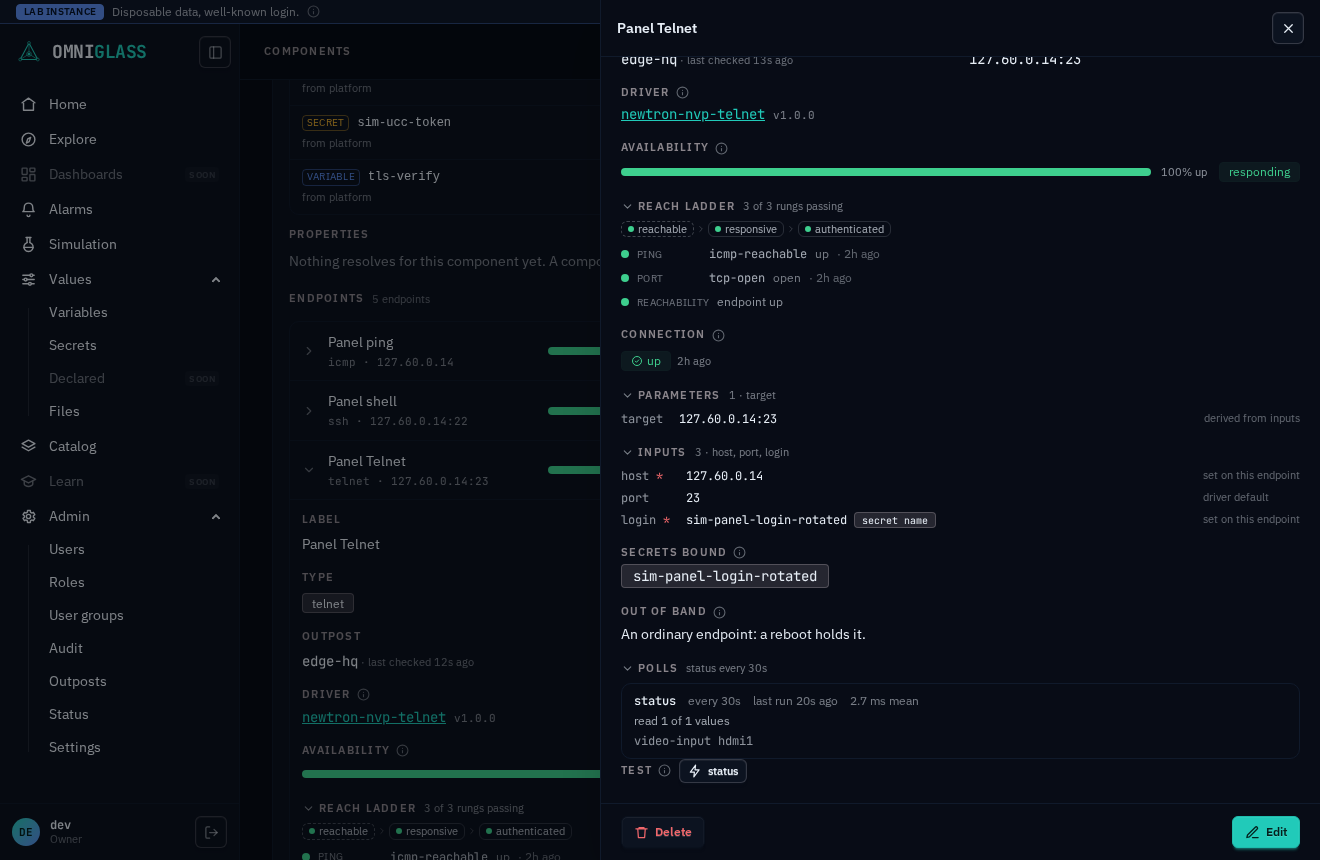 LAB INSTANCE Disposable data, well-known login.
OMNIGLASS
Home
Explore
Dashboards SOON
Alarms
Simulation
Values
Variables
Secrets
Declared SOON
Files
Catalog
Learn SOON
Admin
Users
Roles
User groups
Audit
Outposts
Status
Settings
DE dev
Owner
COMPONENTS
from platform
SECRET sim-ucc-token
from platform
VARIABLE tls-verify
from platform
PROPERTIES
Nothing resolves for this component yet. A compo
ENDPOINTS 5 endpoints
Panel ping
icmp · 127.60.0.14
Panel shell
ssh · 127.60.0.14:22
Panel Telnet
telnet · 127.60.0.14:23
LABEL
Panel Telnet
TYPE
telnet
OUTPOST
edge-hq · last checked 12s ago
DRIVER
newtron-nvp-telnet v1.0.0
AVAILABILITY
REACH LADDER 3 of 3 rungs passing
reachable › responsive › authenticated
PING icmp-reachable up · 2h ago
Panel Telnet
edge-hq · last checked 13s ago 127.60.0.14:23
DRIVER
newtron-nvp-telnet v1.0.0
AVAILABILITY
100% up responding
REACH LADDER 3 of 3 rungs passing
reachable › responsive › authenticated
PING icmp-reachable up · 2h ago
PORT tcp-open open · 2h ago
REACHABILITY endpoint up
CONNECTION
up 2h ago
PARAMETERS 1 · target
target 127.60.0.14:23 derived from inputs
INPUTS 3 · host, port, login
host * 127.60.0.14 set on this endpoint
port 23 driver default
login * sim-panel-login-rotated secret name set on this endpoint
SECRETS BOUND
sim-panel-login-rotated
OUT OF BAND
An ordinary endpoint: a reboot holds it.
POLLS status every 30s
status every 30s last run 20s ago 2.7 ms mean
read 1 of 1 values
video-input hdmi1
TEST status
Delete
Edit